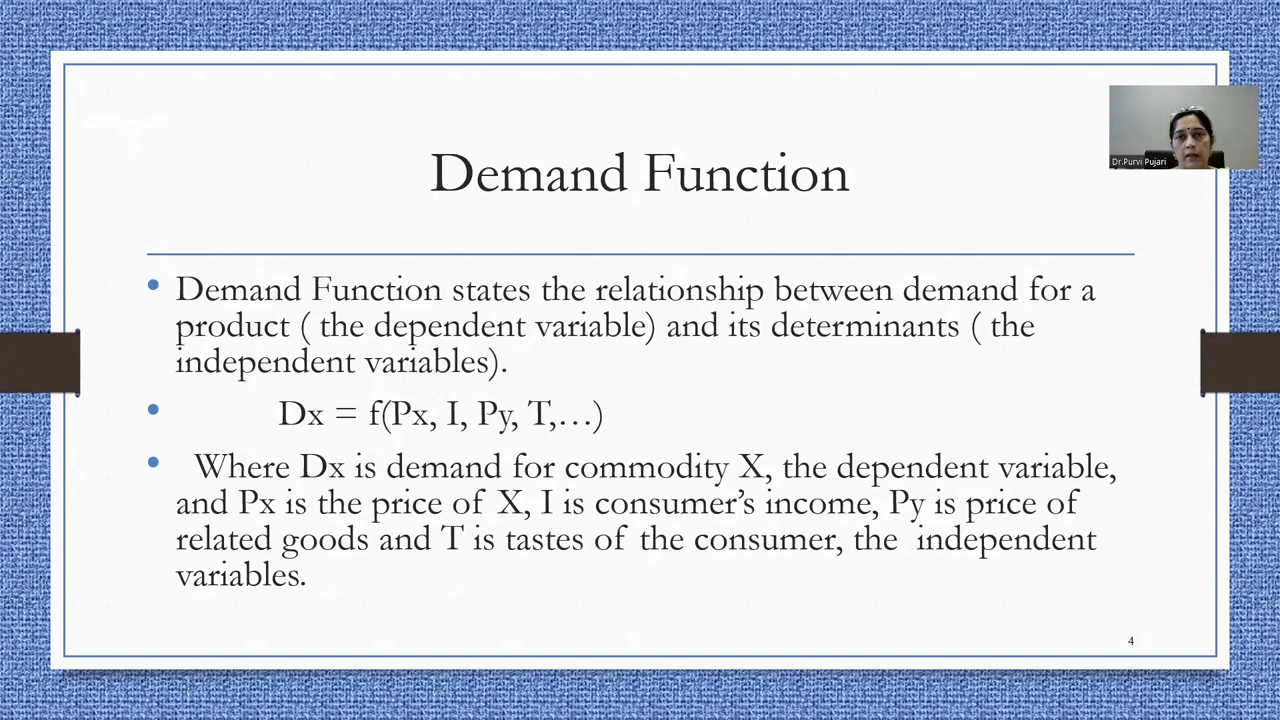 Dr.Purvi Pujari
Demand Function
• Demand Function states the relationship between demand for a
product ( the dependent variable) and its determinants ( the
independent variables).
• Dx = f(Px, I, Py, T,…)
• Where Dx is demand for commodity X, the dependent variable,
and Px is the price of X, I is consumer’s income, Py is price of
related goods and T is tastes of the consumer, the independent
variables.
4